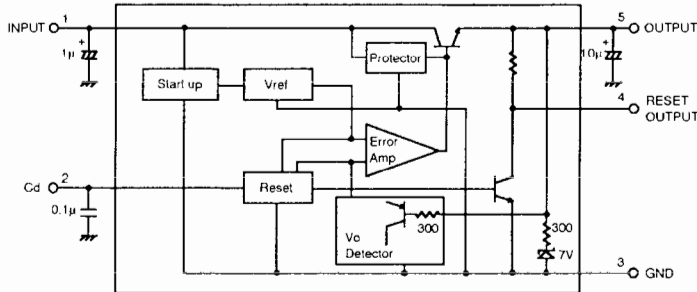 INPUT
1
+
1μ
5
OUTPUT
+
10μ
Protector
Start up
Vref
4
RESET
OUTPUT
Error
Amp
2
Cd
Reset
0.1μ
300
300
Vo
Detector
7V
3
GND